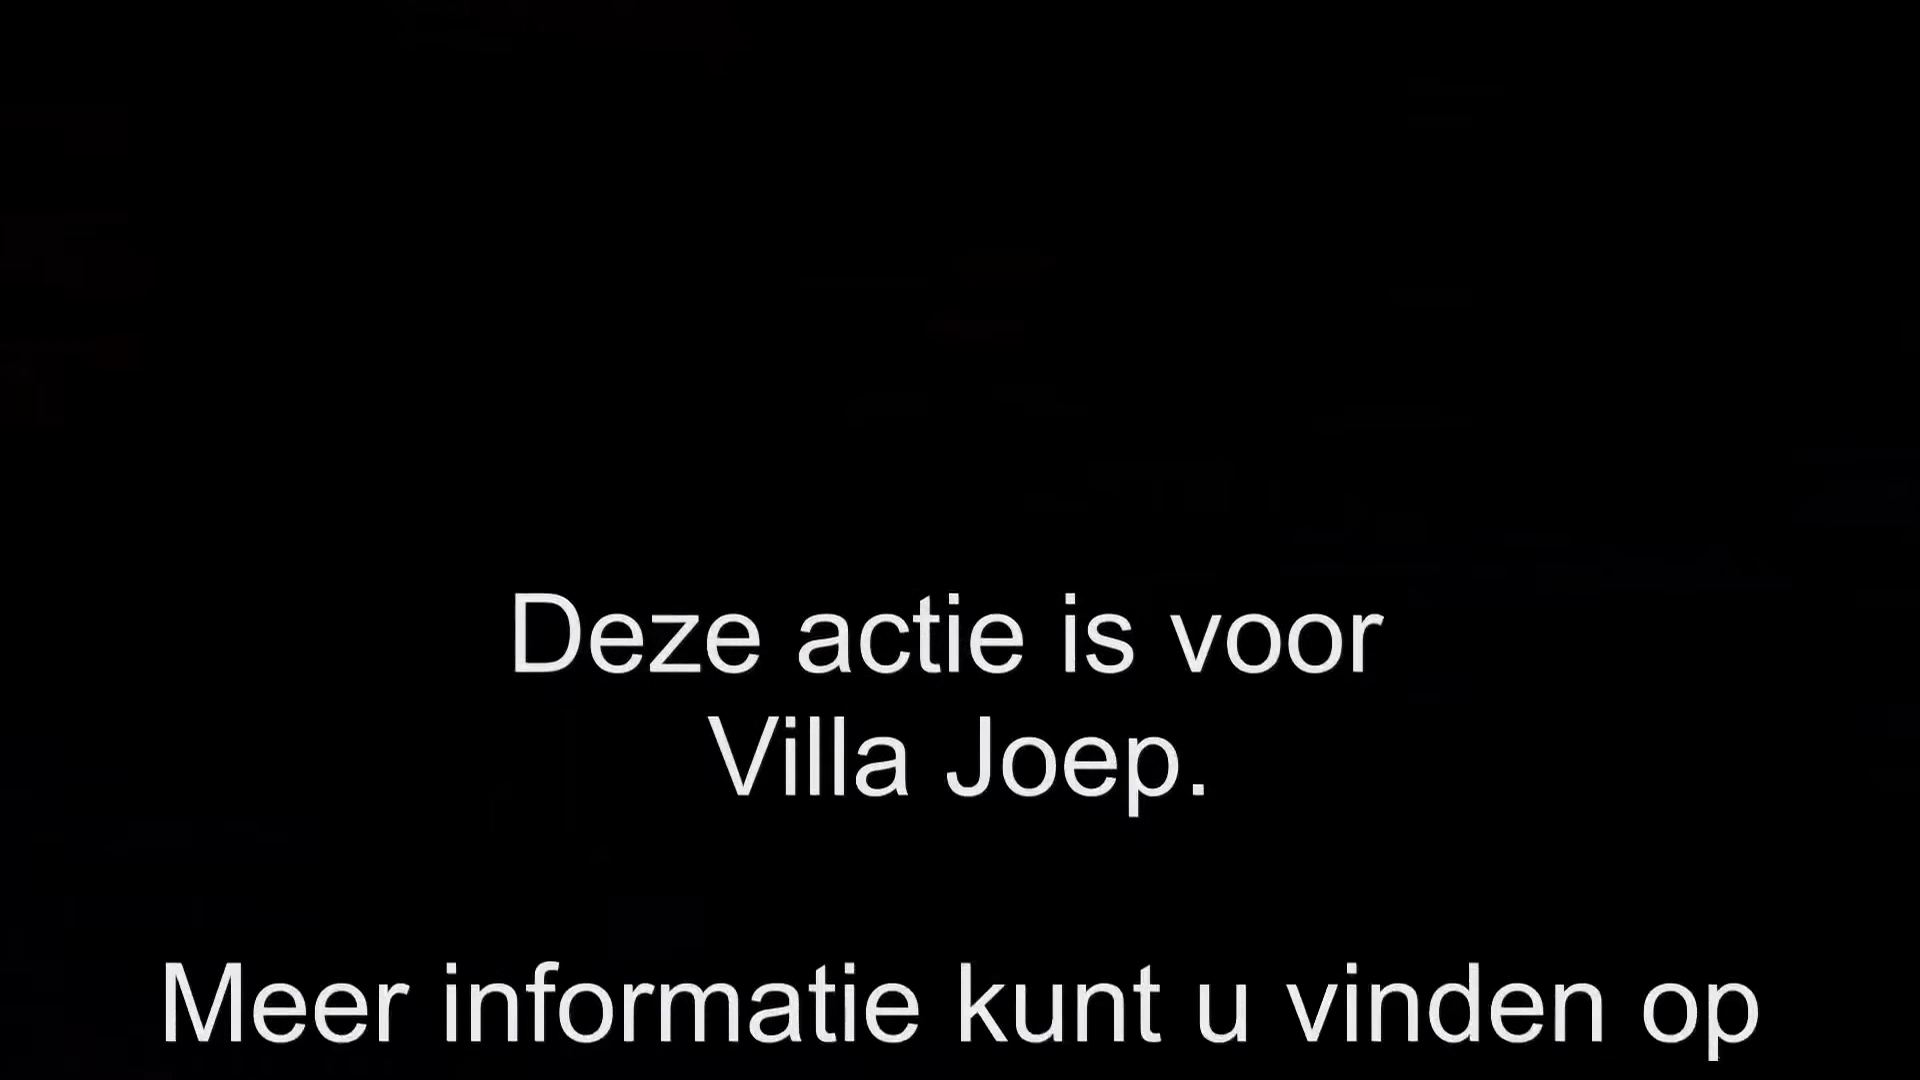 Deze actie is voor
Villa Joep.
Meer informatie kunt u vinden op